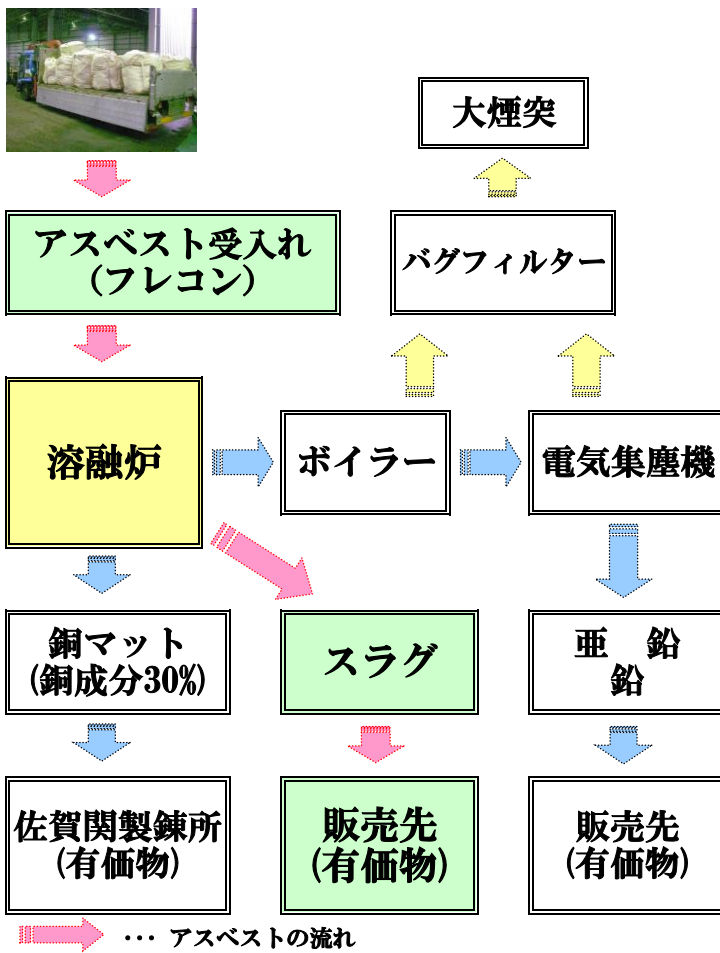 大煙突
アスベスト受入れ
(フレコン)
バグフィルター
溶融炉
ボイラー
電気集塵機
銅マット
(銅成分30%)
スラグ
亜　鉛
鉛
佐賀関製錬所
(有価物)
販売先
(有価物)
販売先
(有価物)
･･･ アスベストの流れ